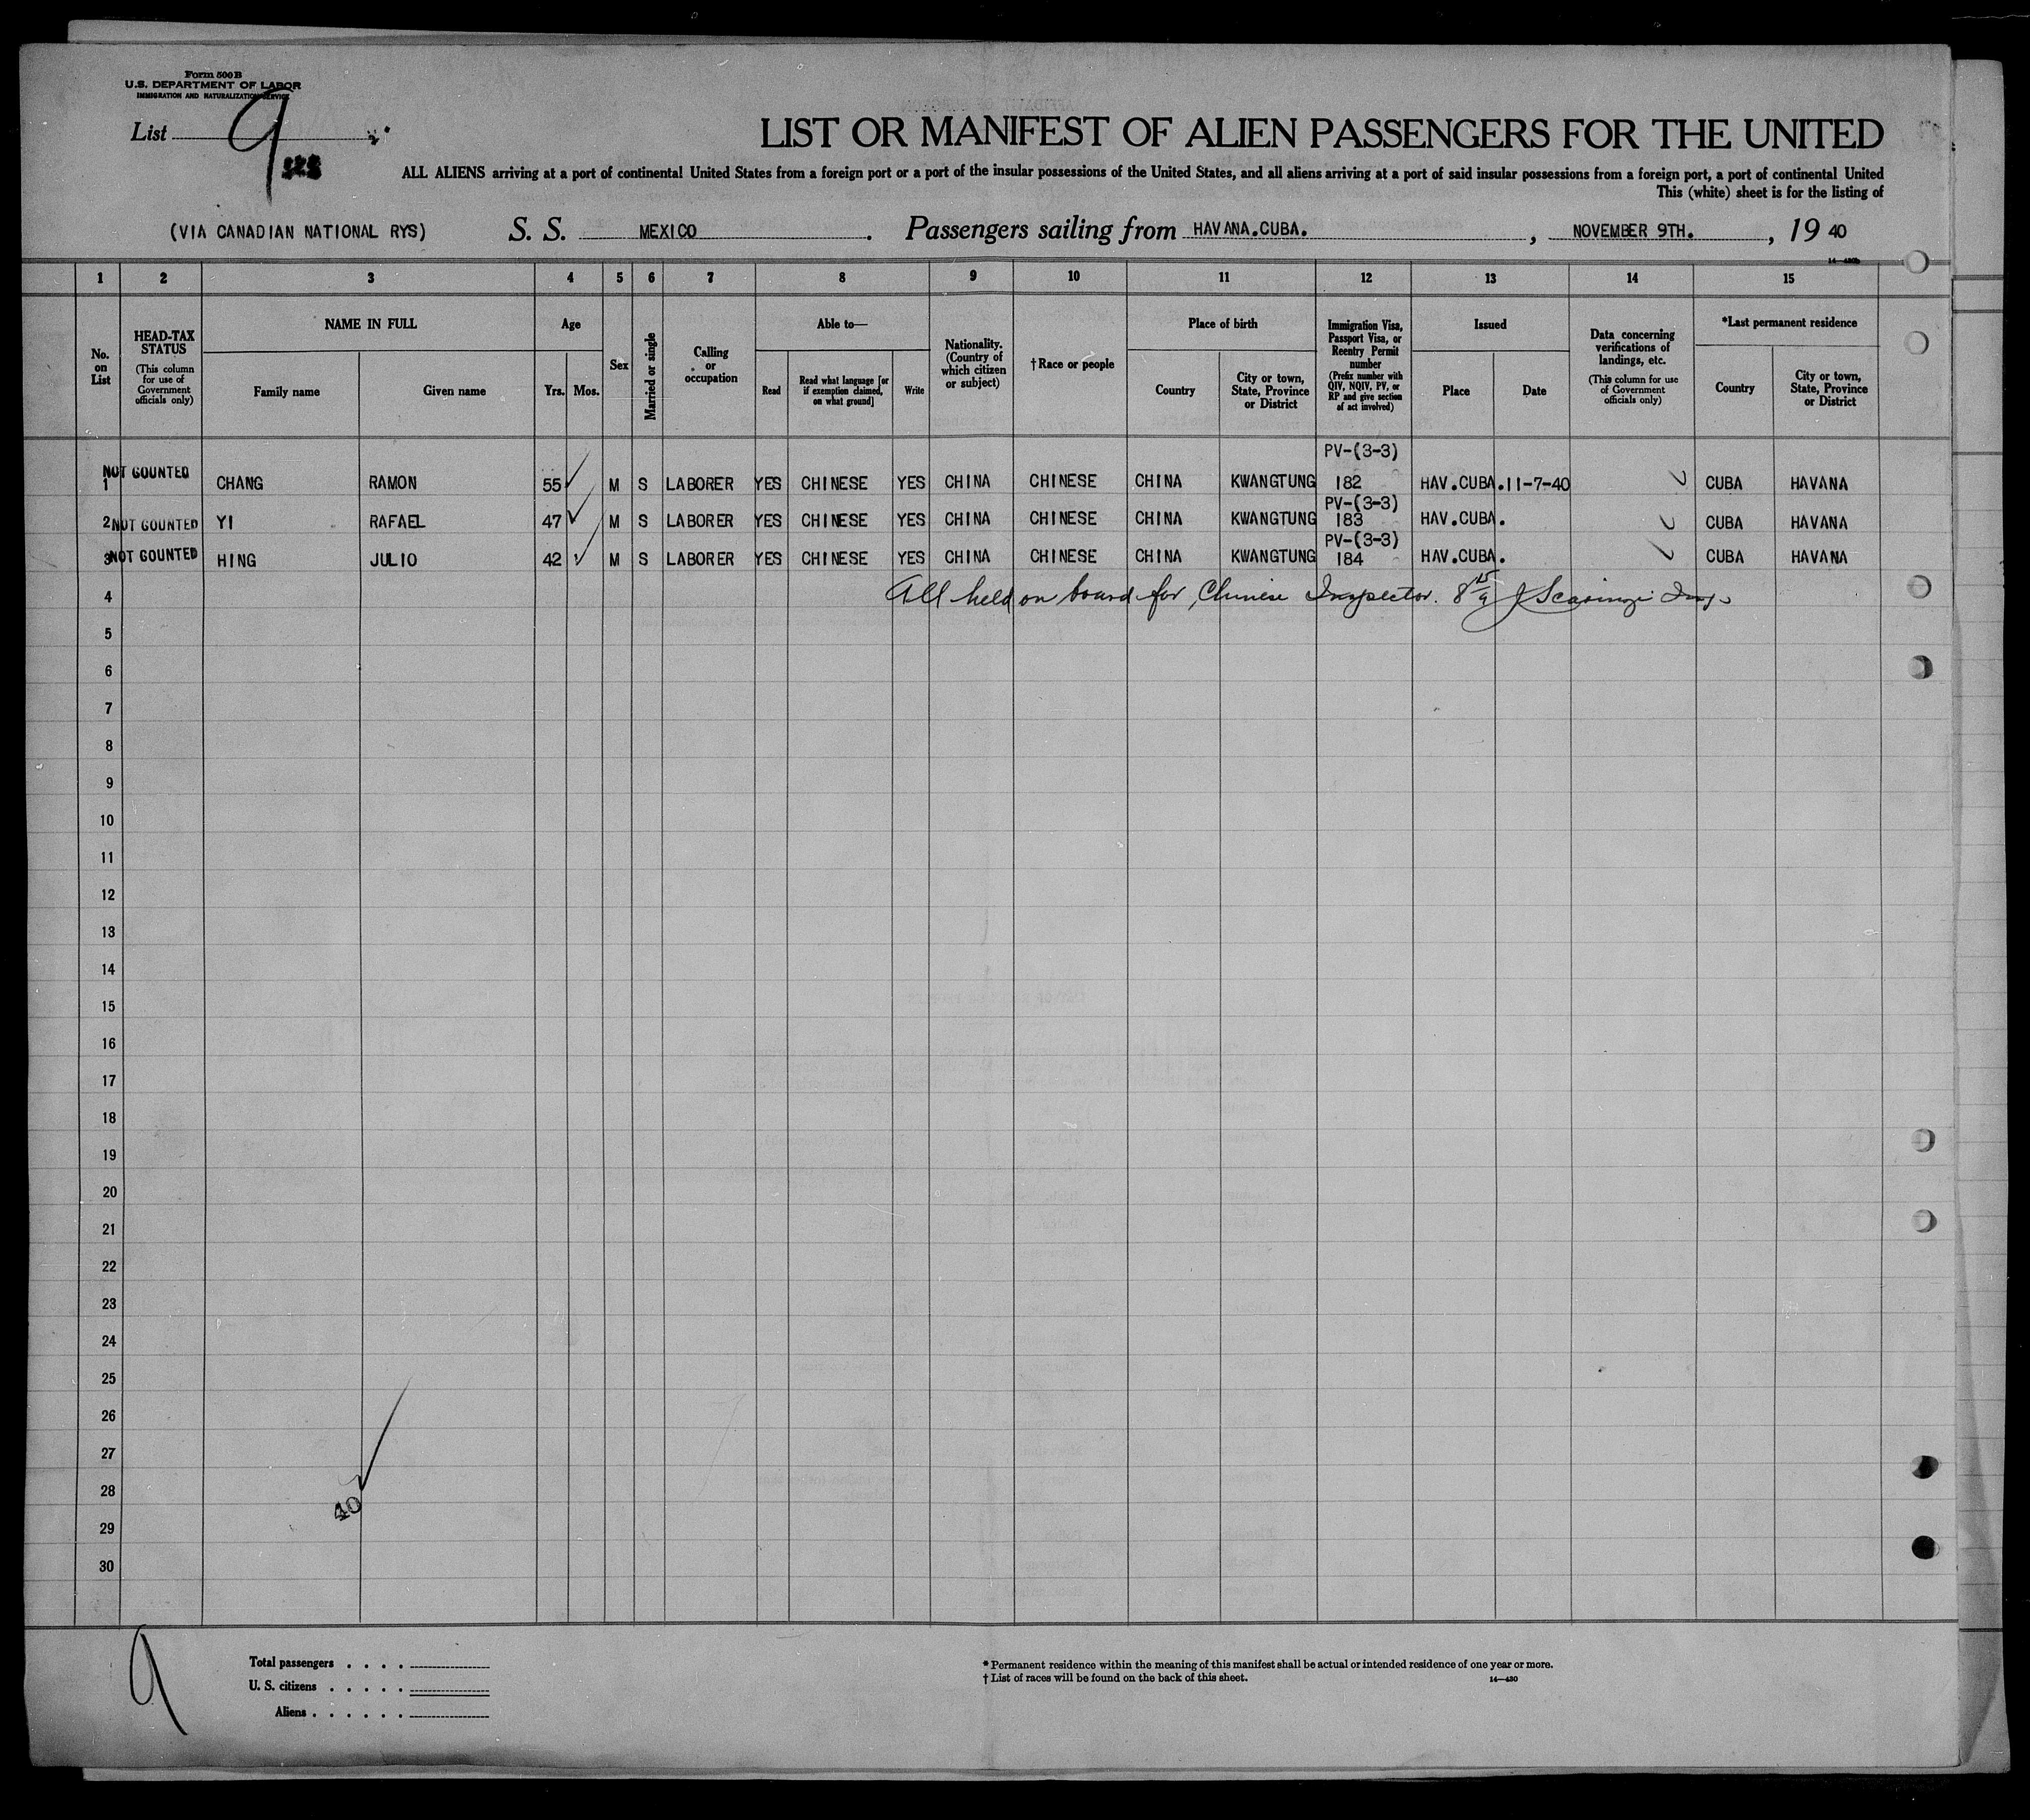 Form 500 B
U.S. DEPARTMENT OF LABOR
IMMIGRATION AND NATURALIZATION SERVICE
List 9
LIST OR MANIFEST OF ALIEN PASSENGERS FOR THE UNITED
ALL ALIENS arriving at a port of continental United States from a foreign port or a port of the insular possessions of the United States, and all aliens arriving at a port of said insular possessions from a foreign port, a port of continental United
This (white) sheet is for the listing of
(VIA CANADIAN NATIONAL RYS) S. S. MEXICO. Passengers sailing from HAVANA.CUBA. , NOVEMBER 9TH. , 19 40
1 2 3 4 5 6 7 8 9 10 11 12 13 14 15
No. on List
HEAD-TAX STATUS
(This column for use of Government officials only)
NAME IN FULL
Family name
Given name
Age
Yrs.
Mos.
Sex
Married or single
Calling or occupation
Able to—
Read
Read what language [or if exemption claimed, on what ground]
Write
Nationality. (Country of which citizen or subject)
†Race or people
Place of birth
Country
City or town, State, Province or District
Immigration Visa, Passport Visa, or Reentry Permit number
(Prefix number with QIV, NQIV, PV, or RP and give section of act involved)
Issued
Place
Date
Data concerning verifications of landings, etc.
(This column for use of Government officials only)
*Last permanent residence
Country
City or town, State, Province or District
PV-(3-3)
1 NOT COUNTED CHANG RAMON 55 M S LABORER YES CHINESE YES CHINA CHINESE CHINA KWANGTUNG 182 HAV.CUBA.11-7-40 CUBA HAVANA
PV-(3-3)
2 NOT COUNTED YI RAFAEL 47 M S LABORER YES CHINESE YES CHINA CHINESE CHINA KWANGTUNG 183 HAV.CUBA. CUBA HAVANA
PV-(3-3)
3 NOT COUNTED HING JULIO 42 M S LABORER YES CHINESE YES CHINA CHINESE CHINA KWANGTUNG 184 HAV.CUBA. CUBA HAVANA
4 All held on board for Chinese Inspector.
5
6
7
8
9
10
11
12
13
14
15
16
17
18
19
20
21
22
23
24
25
26
27
28
40
29
30
9
Total passengers . . . .
U. S. citizens . . . . .
Aliens . . . . . .
* Permanent residence within the meaning of this manifest shall be actual or intended residence of one year or more.
† List of races will be found on the back of this sheet. 14—430